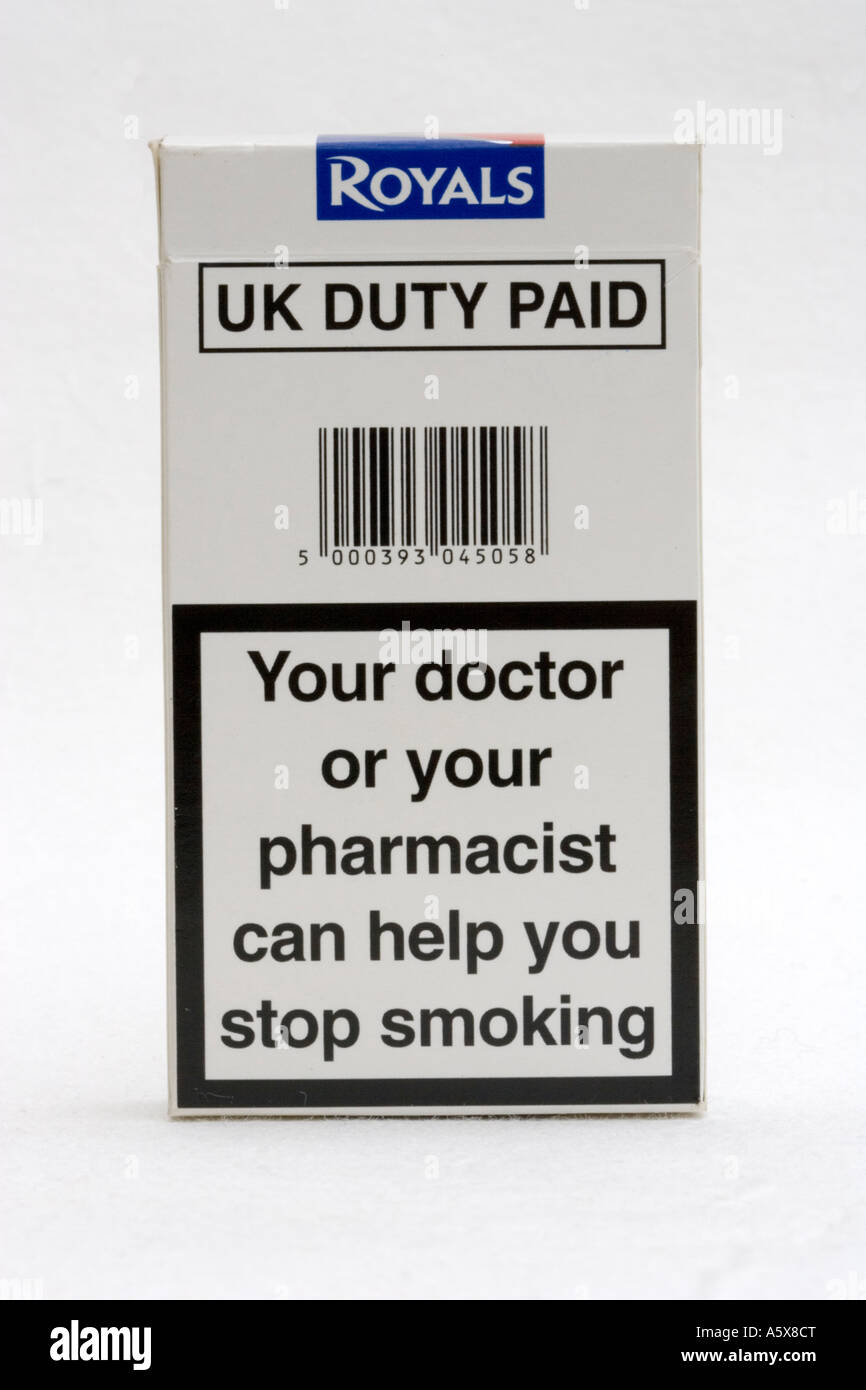 ROYALS
UK DUTY PAID
5 000393 045058
Your doctor
or your
pharmacist
can help you
stop smoking
alamy
Image ID: A5X8CT
www.alamy.com